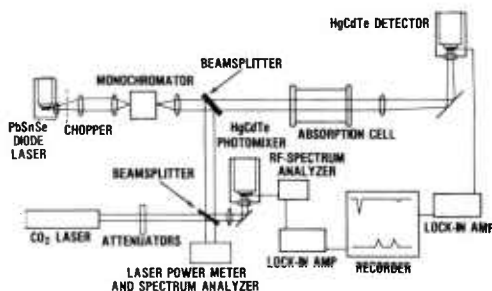 HgCdTe DETECTOR
BEAMSPLITTER
MONOCHROMATOR
PbSnSe
DIODE
LASER
CHOPPER
HgCdTe
PHOTOMIXER
ABSORPTION CELL
RF-SPECTRUM
ANALYZER
BEAMSPLITTER
CO₂ LASER
ATTENUATORS
LOCK-IN AMP
RECORDER
LOCK-IN AMP
LASER POWER METER
AND SPECTRUM ANALYZER